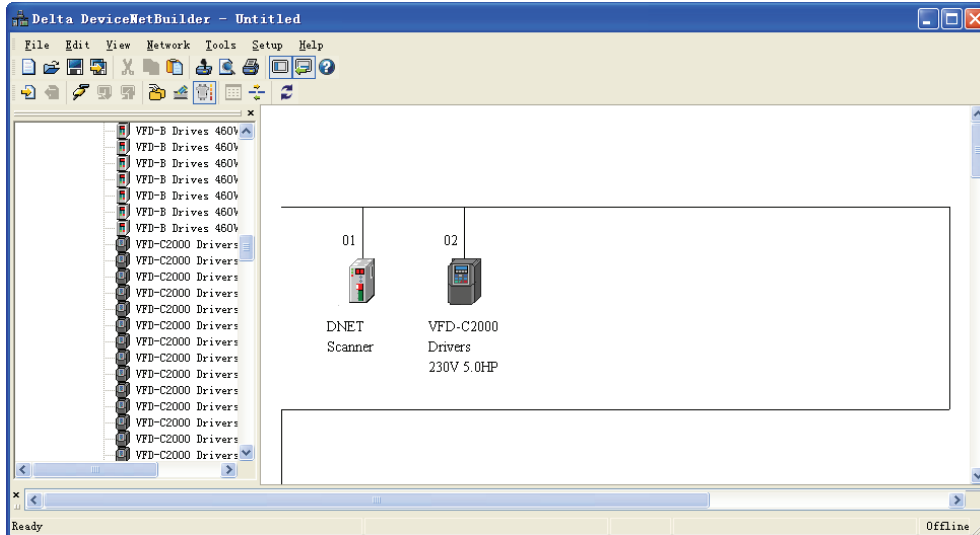 Delta DeviceNetBuilder - Untitled
File Edit View Network Tools Setup Help
VFD-B Drives 460V
VFD-B Drives 460V
VFD-B Drives 460V
VFD-B Drives 460V
VFD-B Drives 460V
VFD-B Drives 460V
VFD-B Drives 460V
VFD-C2000 Drivers
VFD-C2000 Drivers
VFD-C2000 Drivers
VFD-C2000 Drivers
VFD-C2000 Drivers
VFD-C2000 Drivers
VFD-C2000 Drivers
VFD-C2000 Drivers
VFD-C2000 Drivers
VFD-C2000 Drivers
VFD-C2000 Drivers
VFD-C2000 Drivers
VFD-C2000 Drivers
VFD-C2000 Drivers
01
02
DNET
Scanner
VFD-C2000
Drivers
230V 5.0HP
Ready
Offline